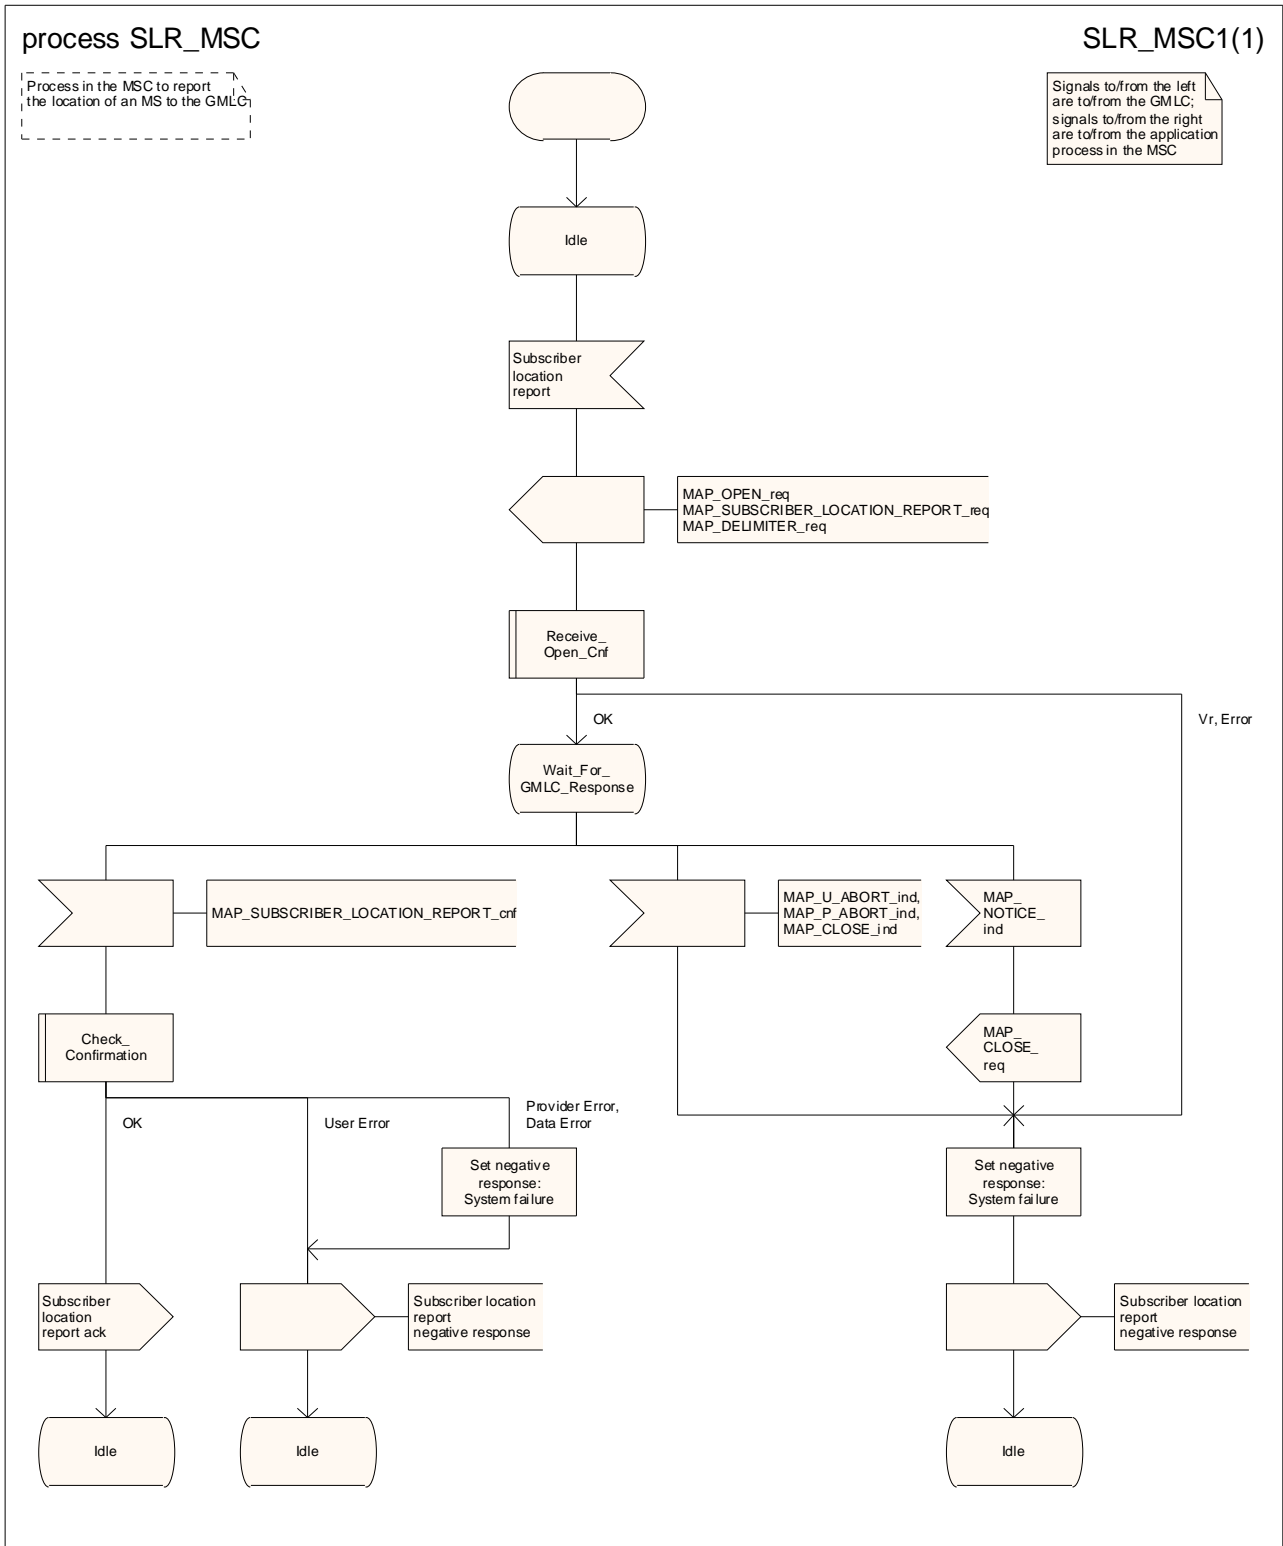 process SLR_MSC
SLR_MSC1(1)
Process in the MSC to report
the location of an MS to the GMLC
Signals to/from the left
are to/from the GMLC;
signals to/from the right
are to/from the application
process in the MSC
Idle
Subscriber
location
report
MAP_OPEN_req
MAP_SUBSCRIBER_LOCATION_REPORT_req
MAP_DELIMITER_req
Receive_
Open_Cnf
OK
Vr, Error
Wait_For_
GMLC_Response
MAP_SUBSCRIBER_LOCATION_REPORT_cnf
MAP_U_ABORT_ind,
MAP_P_ABORT_ind,
MAP_CLOSE_ind
MAP_
NOTICE_
ind
Check_
Confirmation
MAP_
CLOSE_
req
OK
User Error
Provider Error,
Data Error
Set negative
response:
System failure
Set negative
response:
System failure
Subscriber
location
report ack
Subscriber location
report
negative response
Subscriber location
report
negative response
Idle
Idle
Idle